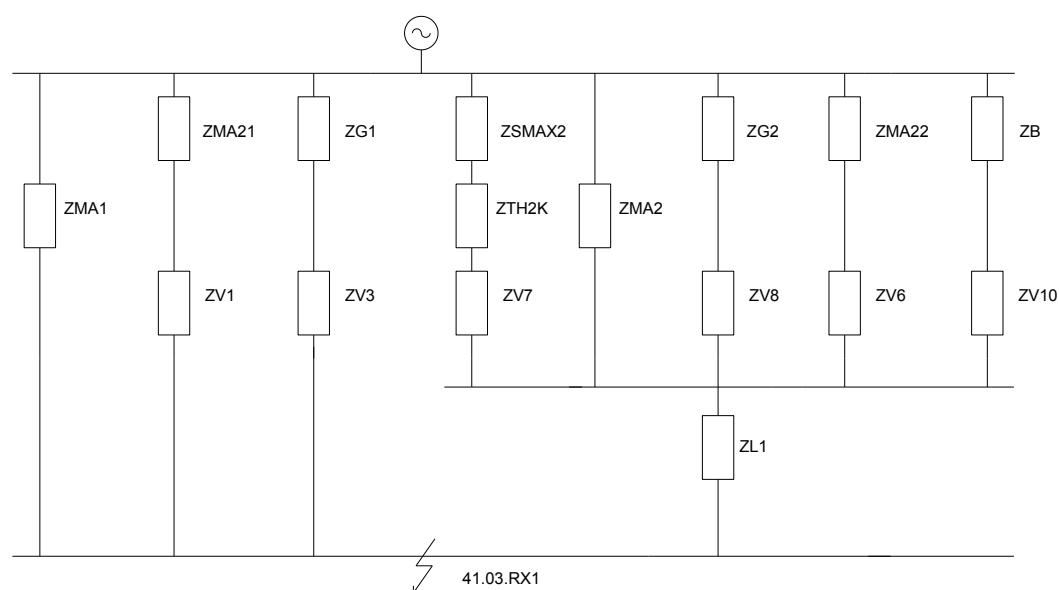 ZMA21
ZG1
ZSMAX2
ZG2
ZMA22
ZB
ZMA1
ZTH2K
ZMA2
ZV1
ZV3
ZV7
ZV8
ZV6
ZV10
ZL1
41.03.RX1